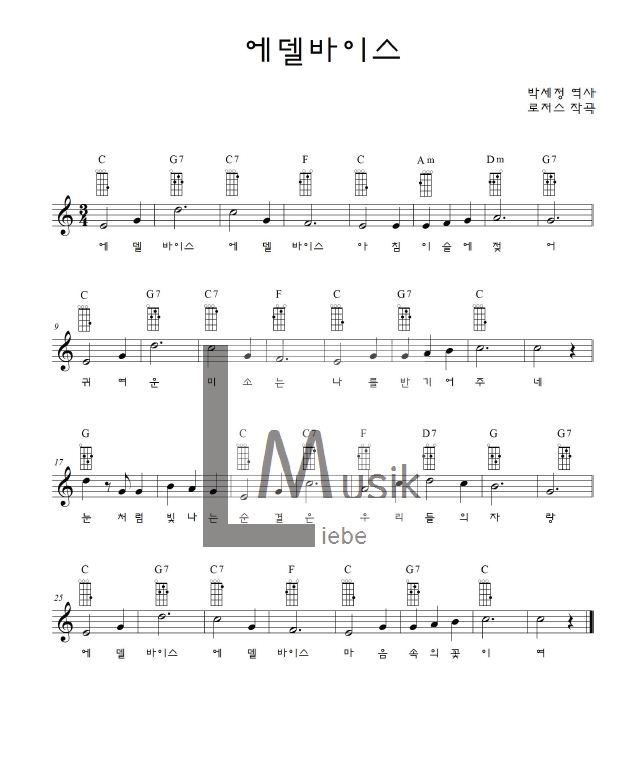 에델바이스
박세정 역사
로저스 작곡
C G7 C7 F C Am Dm G7
3 4
에 델 바이스 에 델 바이스 아 침 이 슬 에 젖 어
C G7 C7 F C G7 C
9
귀 여 운 미 소 는 나 를 반 기 어 주 네
G C C7 F D7 G G7
17
눈 처럼 빛 나 는 순 결 은 우 리 들 의 자 랑
L Musik
iebe
C G7 C7 F C G7 C
25
에 델 바이스 에 델 바이스 마 음 속 의 꽃 이 여